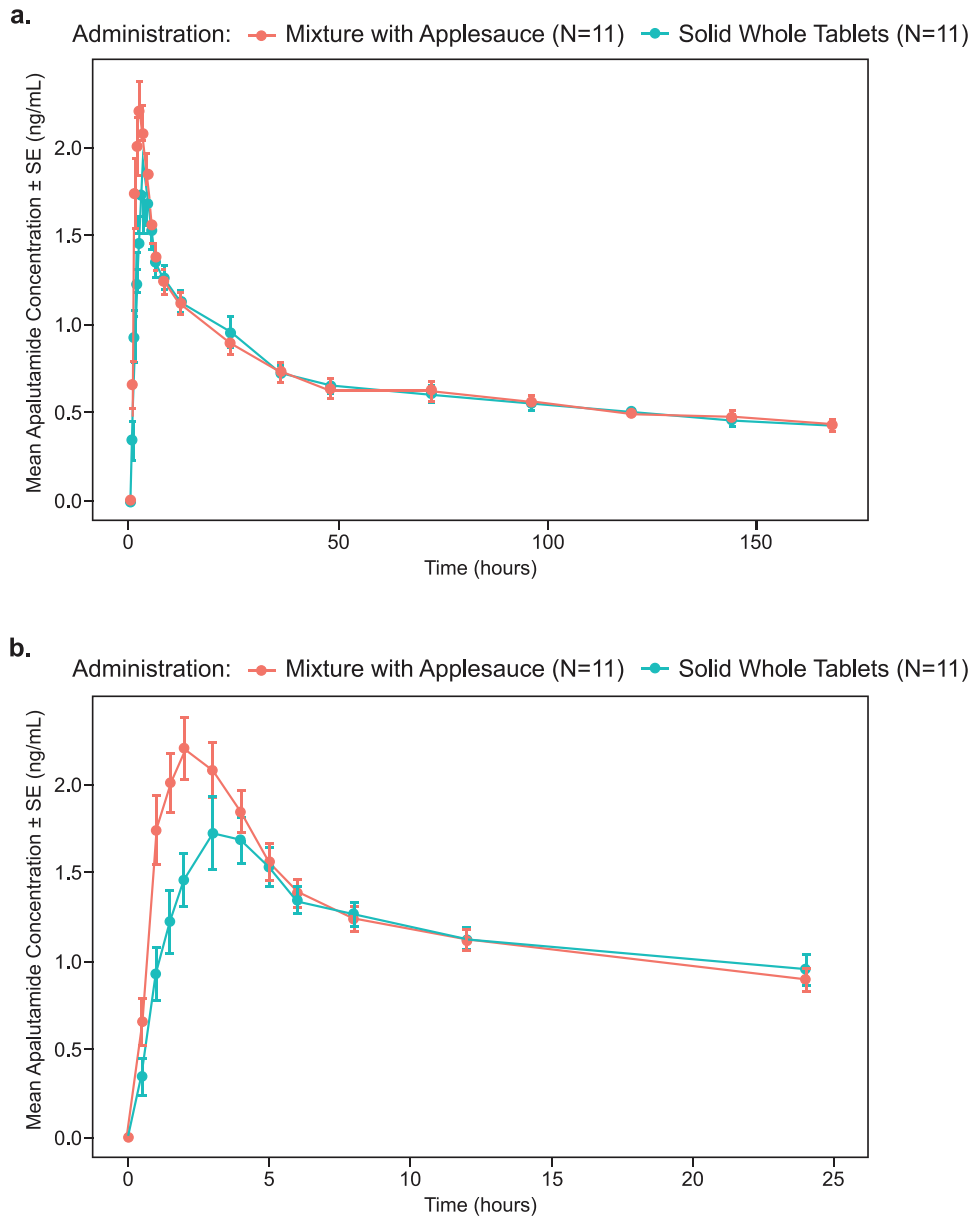 a.
Administration: Mixture with Applesauce (N=11) Solid Whole Tablets (N=11)
Mean Apalutamide Concentration ± SE (ng/mL)
2.0
1.5
1.0
0.5
0.0
0 50 100 150
Time (hours)
b.
Administration: Mixture with Applesauce (N=11) Solid Whole Tablets (N=11)
Mean Apalutamide Concentration ± SE (ng/mL)
2.0
1.5
1.0
0.5
0.0
0 5 10 15 20 25
Time (hours)